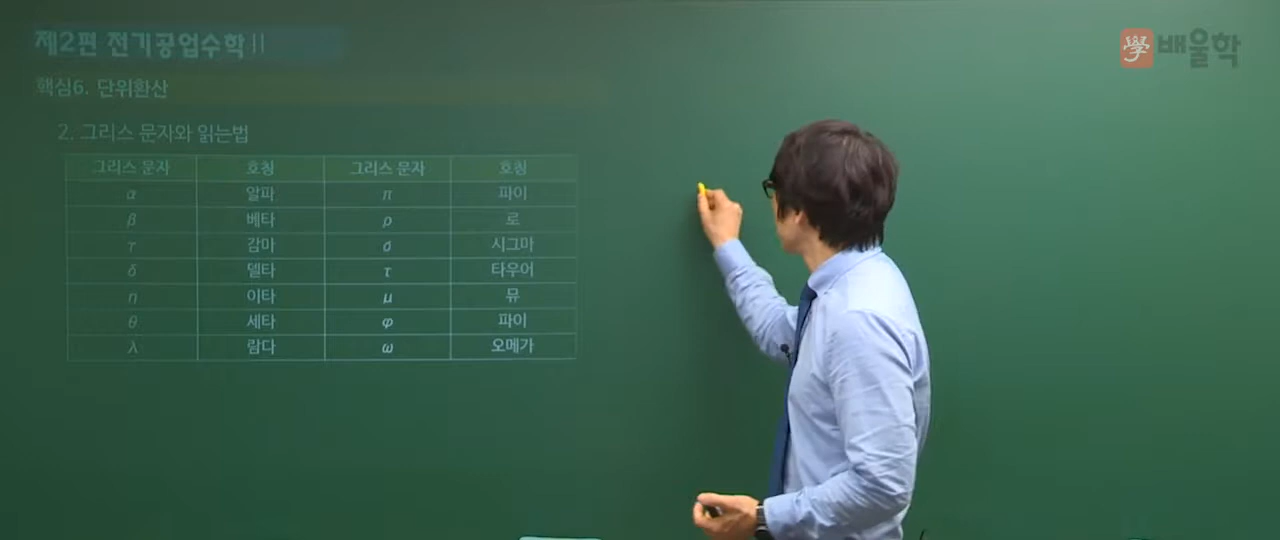 제2편 전기공업수학 II
學 배울학
핵심6. 단위환산
2. 그리스 문자와 읽는법
그리스 문자 호칭 그리스 문자 호칭
α 알파 π 파이
β 베타 ρ 로
γ 감마 σ 시그마
δ 델타 τ 타우어
η 이타 μ 뮤
θ 세타 φ 파이
λ 람다 ω 오메가